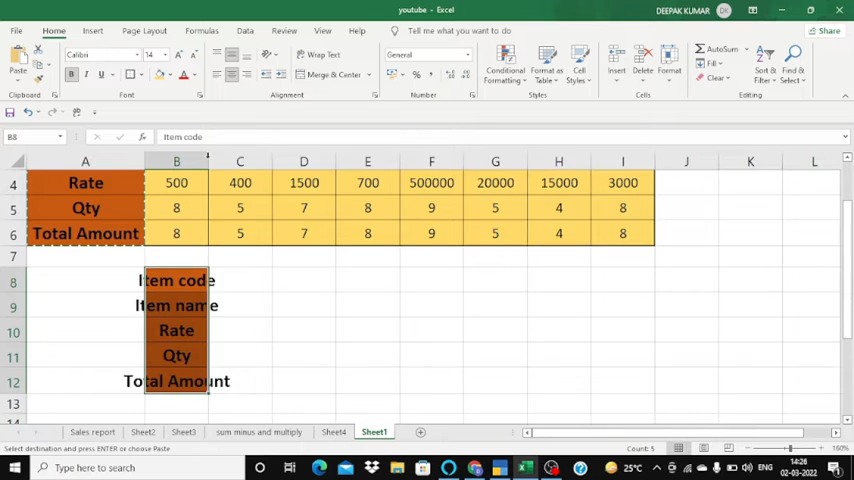 youtube - Excel
DEEPAK KUMAR DK
File Home Insert Draw Page Layout Formulas Data Review View Help Tell me what you want to do Share
Paste Calibri 14 Wrap Text General Conditional Formatting Format as Table Cell Styles Insert Delete Format AutoSum Fill Clear Sort & Filter Find & Select
B I U Merge & Center
Clipboard Font Alignment Number Styles Cells Editing
B8 Item code
A B C D E F G H I J K L
4 Rate 500 400 1500 700 500000 20000 15000 3000
5 Qty 8 5 7 8 9 5 4 8
6 Total Amount 8 5 7 8 9 5 4 8
7
8 Item code
9 Item name
10 Rate
11 Qty
12 Total Amount
13
Sales report Sheet2 Sheet3 sum minus and multiply Sheet4 Sheet1
Select destination and press ENTER or choose Paste Count: 5 160%
Type here to search 25°C ENG 14:26
02-03-2022